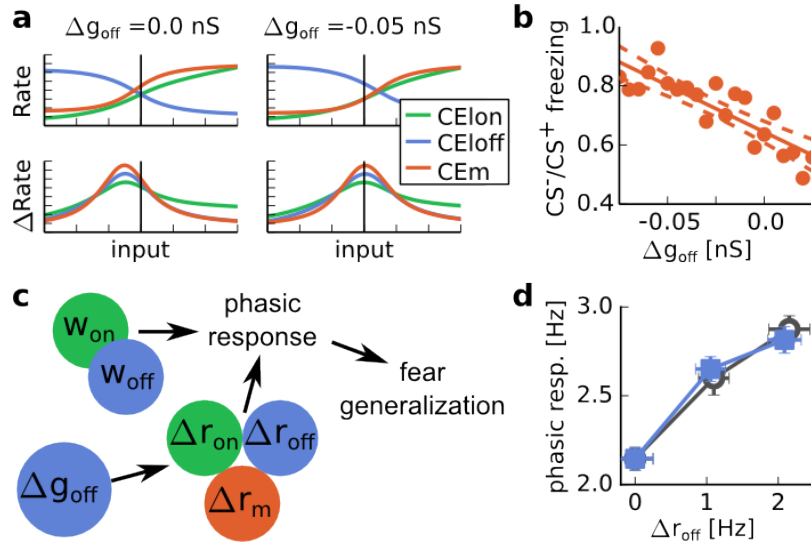 a
Δg_off =0.0 nS
Δg_off =-0.05 nS
Rate
CElon
CEloff
CEm
ΔRate
input
input
b
CS⁻/CS⁺ freezing
1.0
0.8
0.6
0.4
-0.05
0.0
Δg_off [nS]
c
w_on
w_off
phasic
response
fear
generalization
Δr_on
Δr_off
Δg_off
Δr_m
d
phasic resp. [Hz]
3.0
2.5
2.0
0
1
2
Δr_off [Hz]